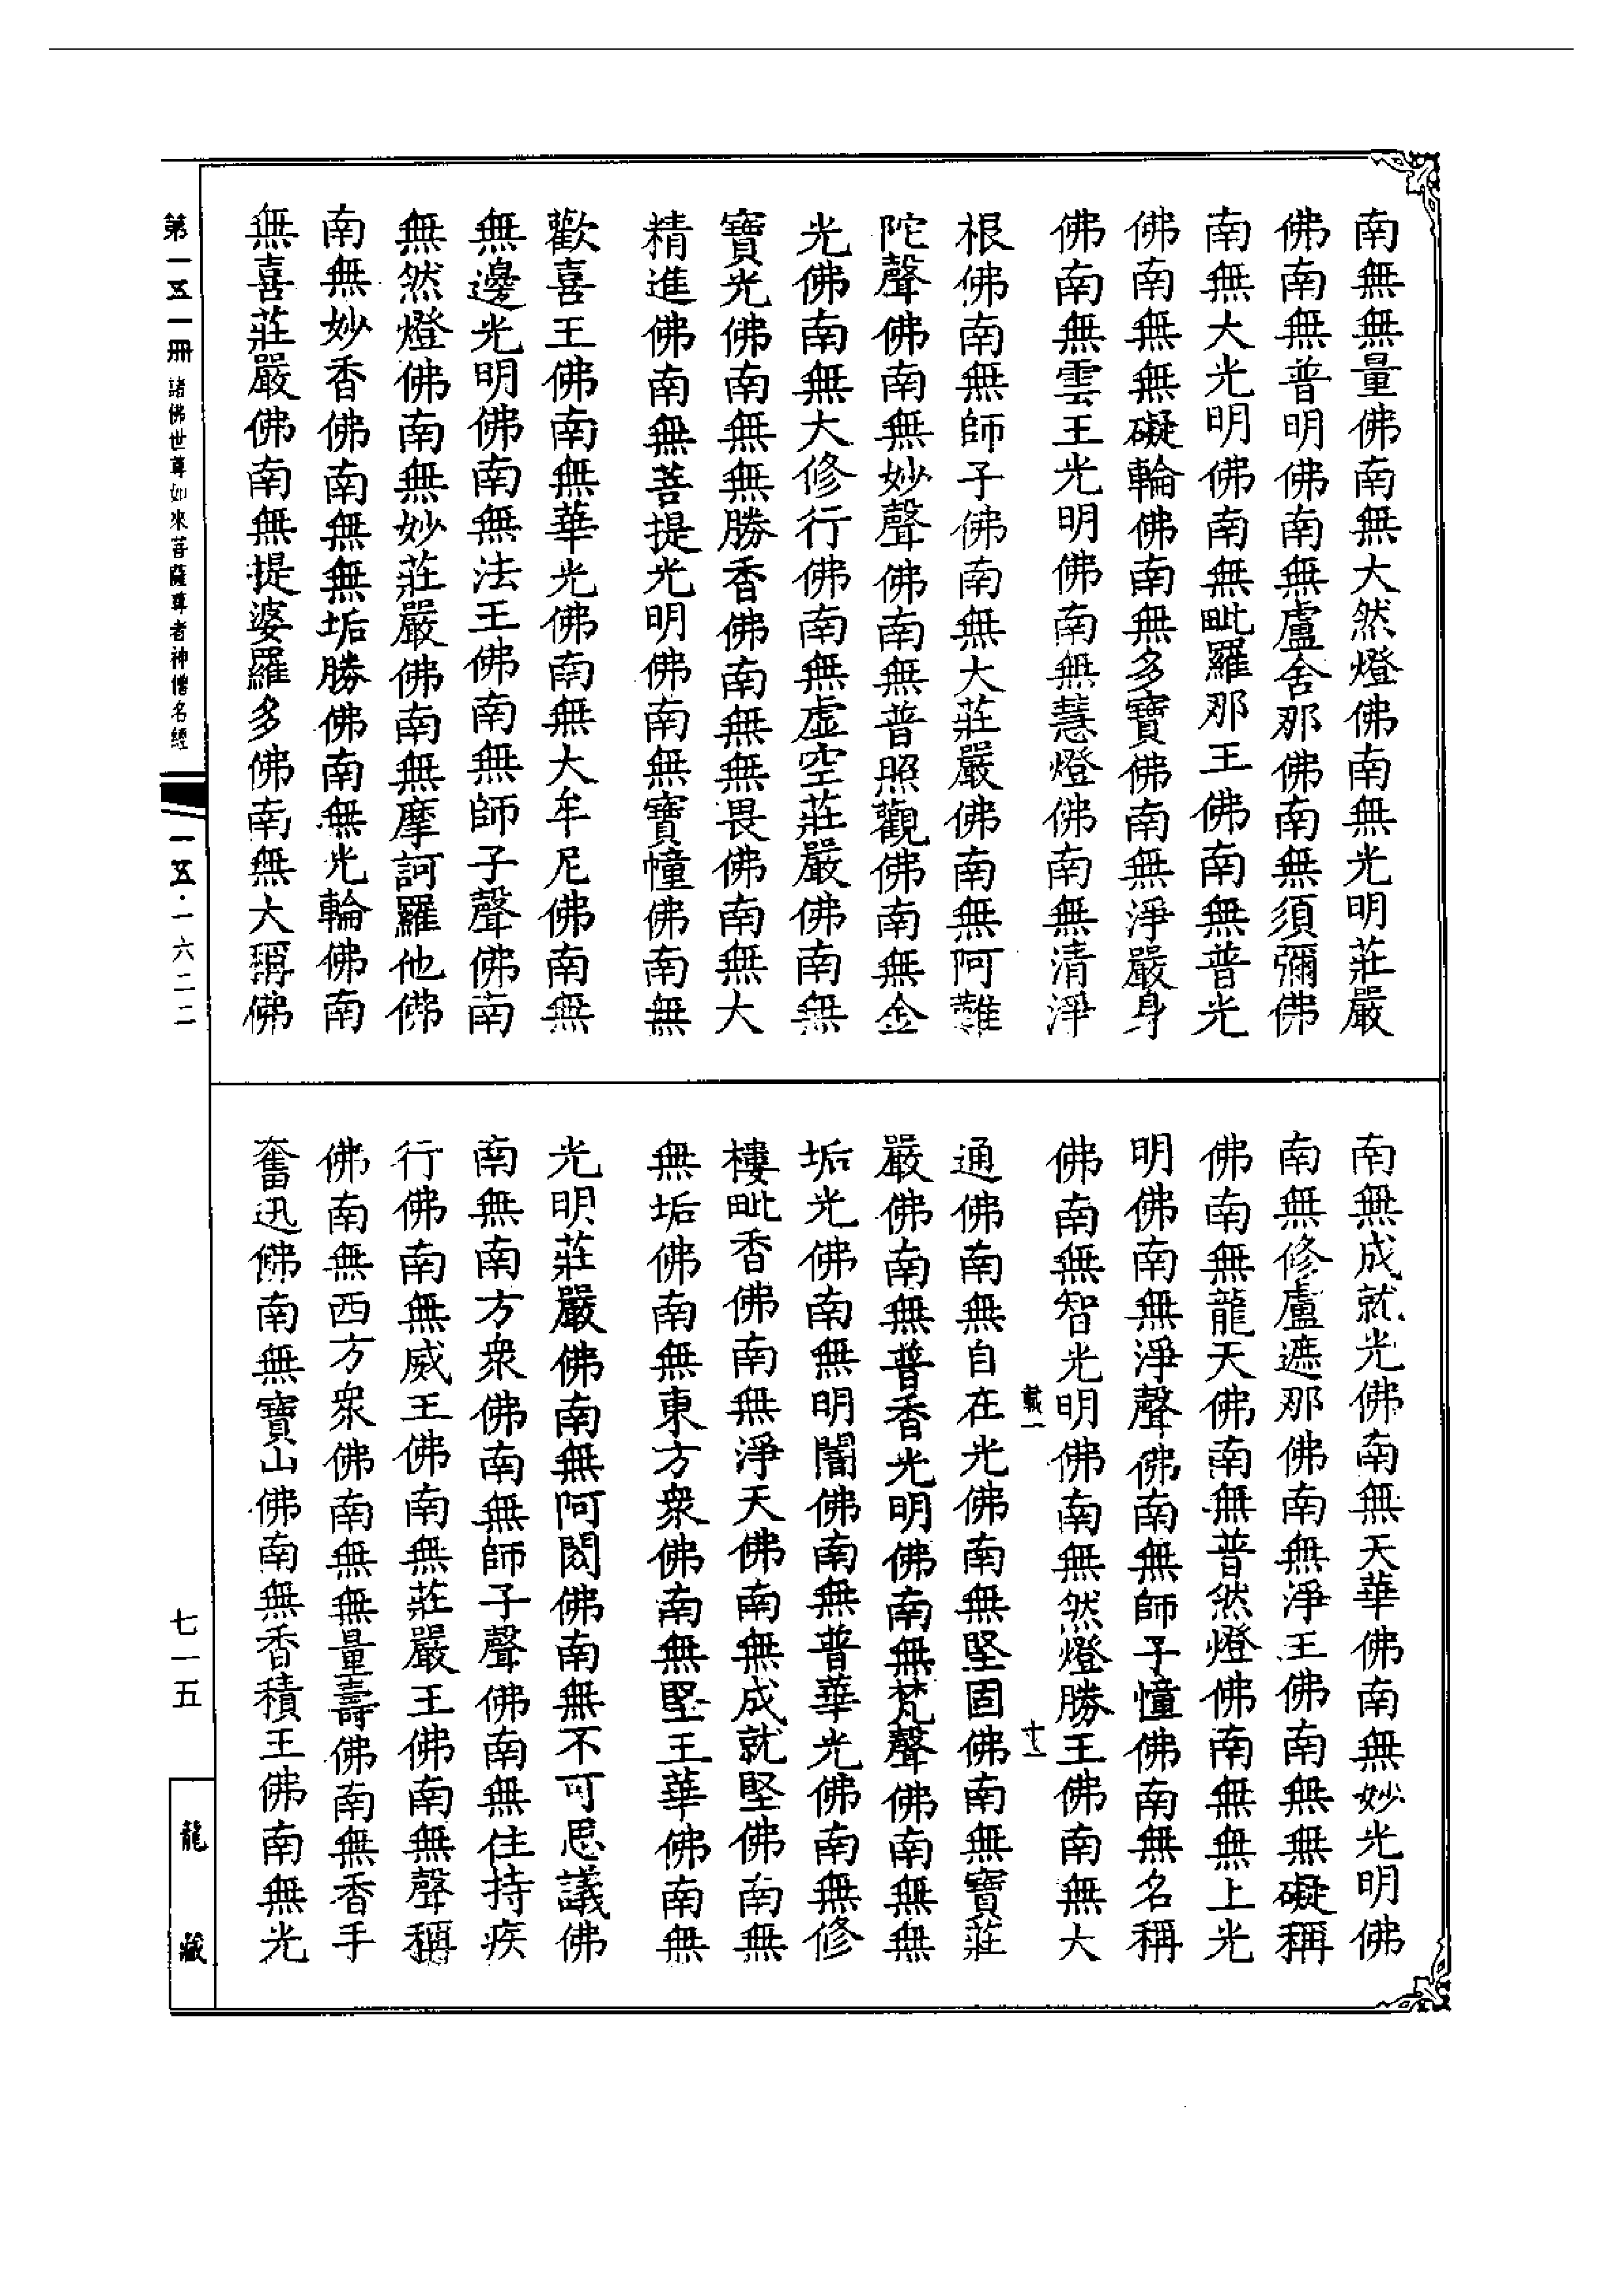 南無無量佛南無大然燈佛南無光明莊嚴
佛南無普明佛南無盧舍那佛南無須彌佛
南無大光明佛南無毗羅那王佛南無普光
佛南無無礙輪佛南無多寶佛南無淨嚴身
佛南無雲王光明佛南無慧燈佛南無清淨
根佛南無師子佛南無大莊嚴佛南無阿難
陀聲佛南無妙聲佛南無普照觀佛南無金
光佛南無大修行佛南無虛空莊嚴佛南無
寶光佛南無無勝香佛南無無畏佛南無大
精進佛南無菩提光明佛南無寶幢佛南無
歡喜王佛南無華光佛南無大牟尼佛南無
無邊光明佛南無法王佛南無師子聲佛南
無然燈佛南無妙莊嚴佛南無摩訶羅他佛
南無妙香佛南無無垢勝佛南無光輪佛南
無喜莊嚴佛南無提婆羅多佛南無大稱佛
南無成就光佛南無天華佛南無妙光明佛
南無修盧遮那佛南無淨王佛南無無礙稱
佛南無龍天佛南無普然燈佛南無無上光
明佛南無淨聲佛南無師子幢佛南無名稱
佛南無智光明佛南無然燈勝王佛南無大
載一 十一
通佛南無自在光佛南無堅固佛南無寶莊
嚴佛南無普香光明佛南無梵聲佛南無無
垢光佛南無明闇佛南無普華光佛南無修
樓毗香佛南無淨天佛南無成就堅佛南無
無垢佛南無東方眾佛南無堅王華佛南無
光明莊嚴佛南無阿閦佛南無不可思議佛
南無南方眾佛南無師子聲佛南無住持疾
行佛南無威王佛南無莊嚴王佛南無聲稱
佛南無西方眾佛南無無量壽佛南無香手
奮迅佛南無寶山佛南無香積王佛南無光
第一五一冊 諸佛世尊如來菩薩尊者神僧名經
一五·一六二二
七一五
龍藏